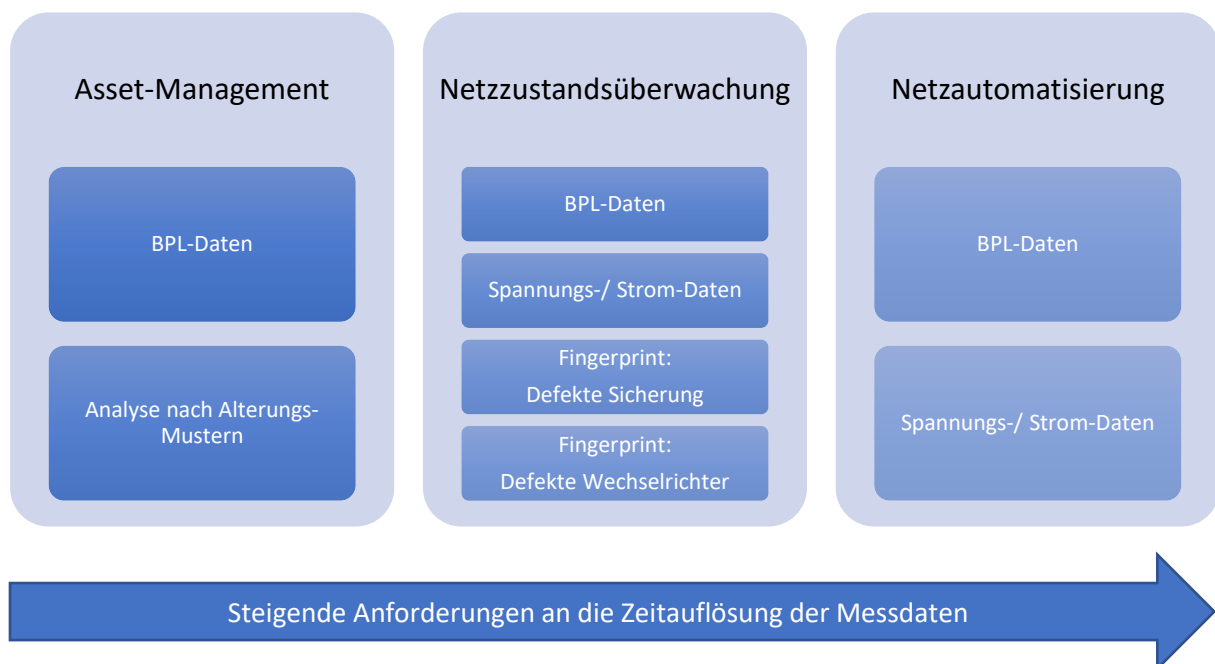 Asset-Management
BPL-Daten
Analyse nach Alterungs-
Mustern
Netzzustandsüberwachung
BPL-Daten
Spannungs-/ Strom-Daten
Fingerprint:
Defekte Sicherung
Fingerprint:
Defekte Wechselrichter
Netzautomatisierung
BPL-Daten
Spannungs-/ Strom-Daten
Steigende Anforderungen an die Zeitauflösung der Messdaten